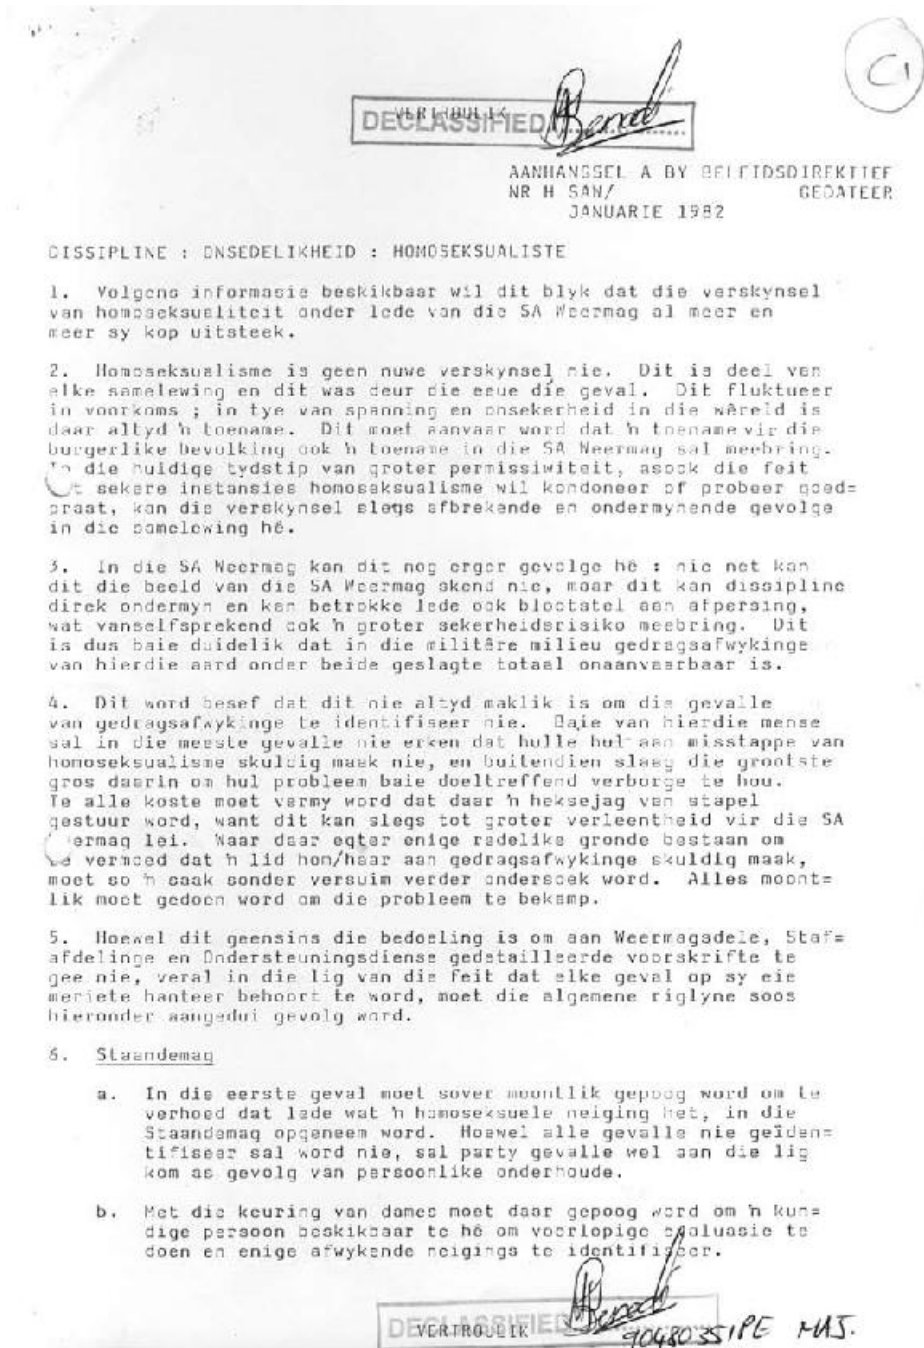 C1
VERTROULIK
DECLASSIFIED
AANHANGSEL A BY BELEIDSDIREKTIEF
NR H SAN/ GEDATEER
JANUARIE 1982
DISSIPLINE : ONSEDELIKHEID : HOMOSEKSUALISTE
1. Volgens informasie beskikbaar wil dit blyk dat die verskynsel
van homoseksualiteit onder lede van die SA Weermag al meer en
meer sy kop uitsteek.
2. Homoseksualisme is geen nuwe verskynsel nie. Dit is deel van
elke samelewing en dit was deur die eeue die geval. Dit fluktueer
in voorkoms ; in tye van spanning en onsekerheid in die wêreld is
daar altyd 'n toename. Dit moet aanvaar word dat 'n toename vir die
burgerlike bevolking ook 'n toename in die SA Weermag sal meebring.
In die huidige tydstip van groter permissiwiteit, asook die feit
t sekere instansies homoseksualisme wil kondoneer of probeer goed=
praat, kan die verskynsel slegs afbrekende en ondermynende gevolge
in die samelewing hê.
3. In die SA Weermag kan dit nog erger gevolge hê : nie net kan
dit die beeld van die SA Weermag skend nie, maar dit kan dissipline
direk ondermyn en kan betrokke lede ook blootstel aan afpersing,
wat vanselfsprekend ook 'n groter sekerheidsrisiko meebring. Dit
is dus baie duidelik dat in die militêre milieu gedragsafwykinge
van hierdie aard onder beide geslagte totaal onaanvaarbaar is.
4. Dit word besef dat dit nie altyd maklik is om die gevalle
van gedragsafwykinge te identifiseer nie. Baie van hierdie mense
sal in die meeste gevalle nie erken dat hulle hul aan misstappe van
homoseksualisme skuldig maak nie, en buitendien slaag die grootste
gros daarin om hul probleem baie doeltreffend verborge te hou.
Te alle koste moet vermy word dat daar 'n heksejag van stapel
gestuur word, want dit kan slegs tot groter verleentheid vir die SA
eermag lei. Waar daar egter enige redelike gronde bestaan om
te vermoed dat 'n lid hom/haar aan gedragsafwykinge skuldig maak,
moet so 'n saak sonder versuim verder ondersoek word. Alles moont=
lik moet gedoen word om die probleem te bekamp.
5. Hoewel dit geensins die bedoeling is om aan Weermagsdele, Staf=
afdelinge en Ondersteuningsdienste gedetailleerde voorskrifte te
gee nie, veral in die lig van die feit dat elke geval op sy eie
meriete hanteer behoort te word, moet die algemene riglyne soos
hieronder aangedui gevolg word.
6. Staandemag
a. In die eerste geval moet sover moontlik gepoog word om te
verhoed dat lede wat 'n homoseksuele neiging het, in die
Staandemag opgeneem word. Hoewel alle gevalle nie geïden=
tifiseer sal word nie, sal party gevalle wel aan die lig
kom as gevolg van persoonlike onderhoude.
b. Met die keuring van dames moet daar gepoog word om 'n kun=
dige persoon beskikbaar te hê om voorlopige evaluasie te
doen en enige afwykende neigings te identifiseer.
DECLASSIFIED
VERTROULIK
90480351PE MAJ.